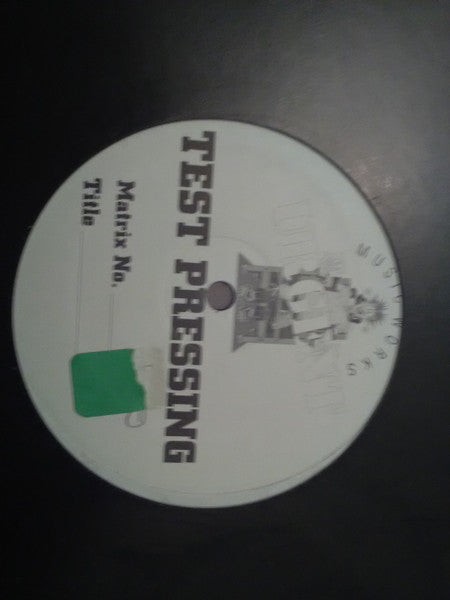 MUSIC WORKS
TEST PRESSING
Matrix No.
Title